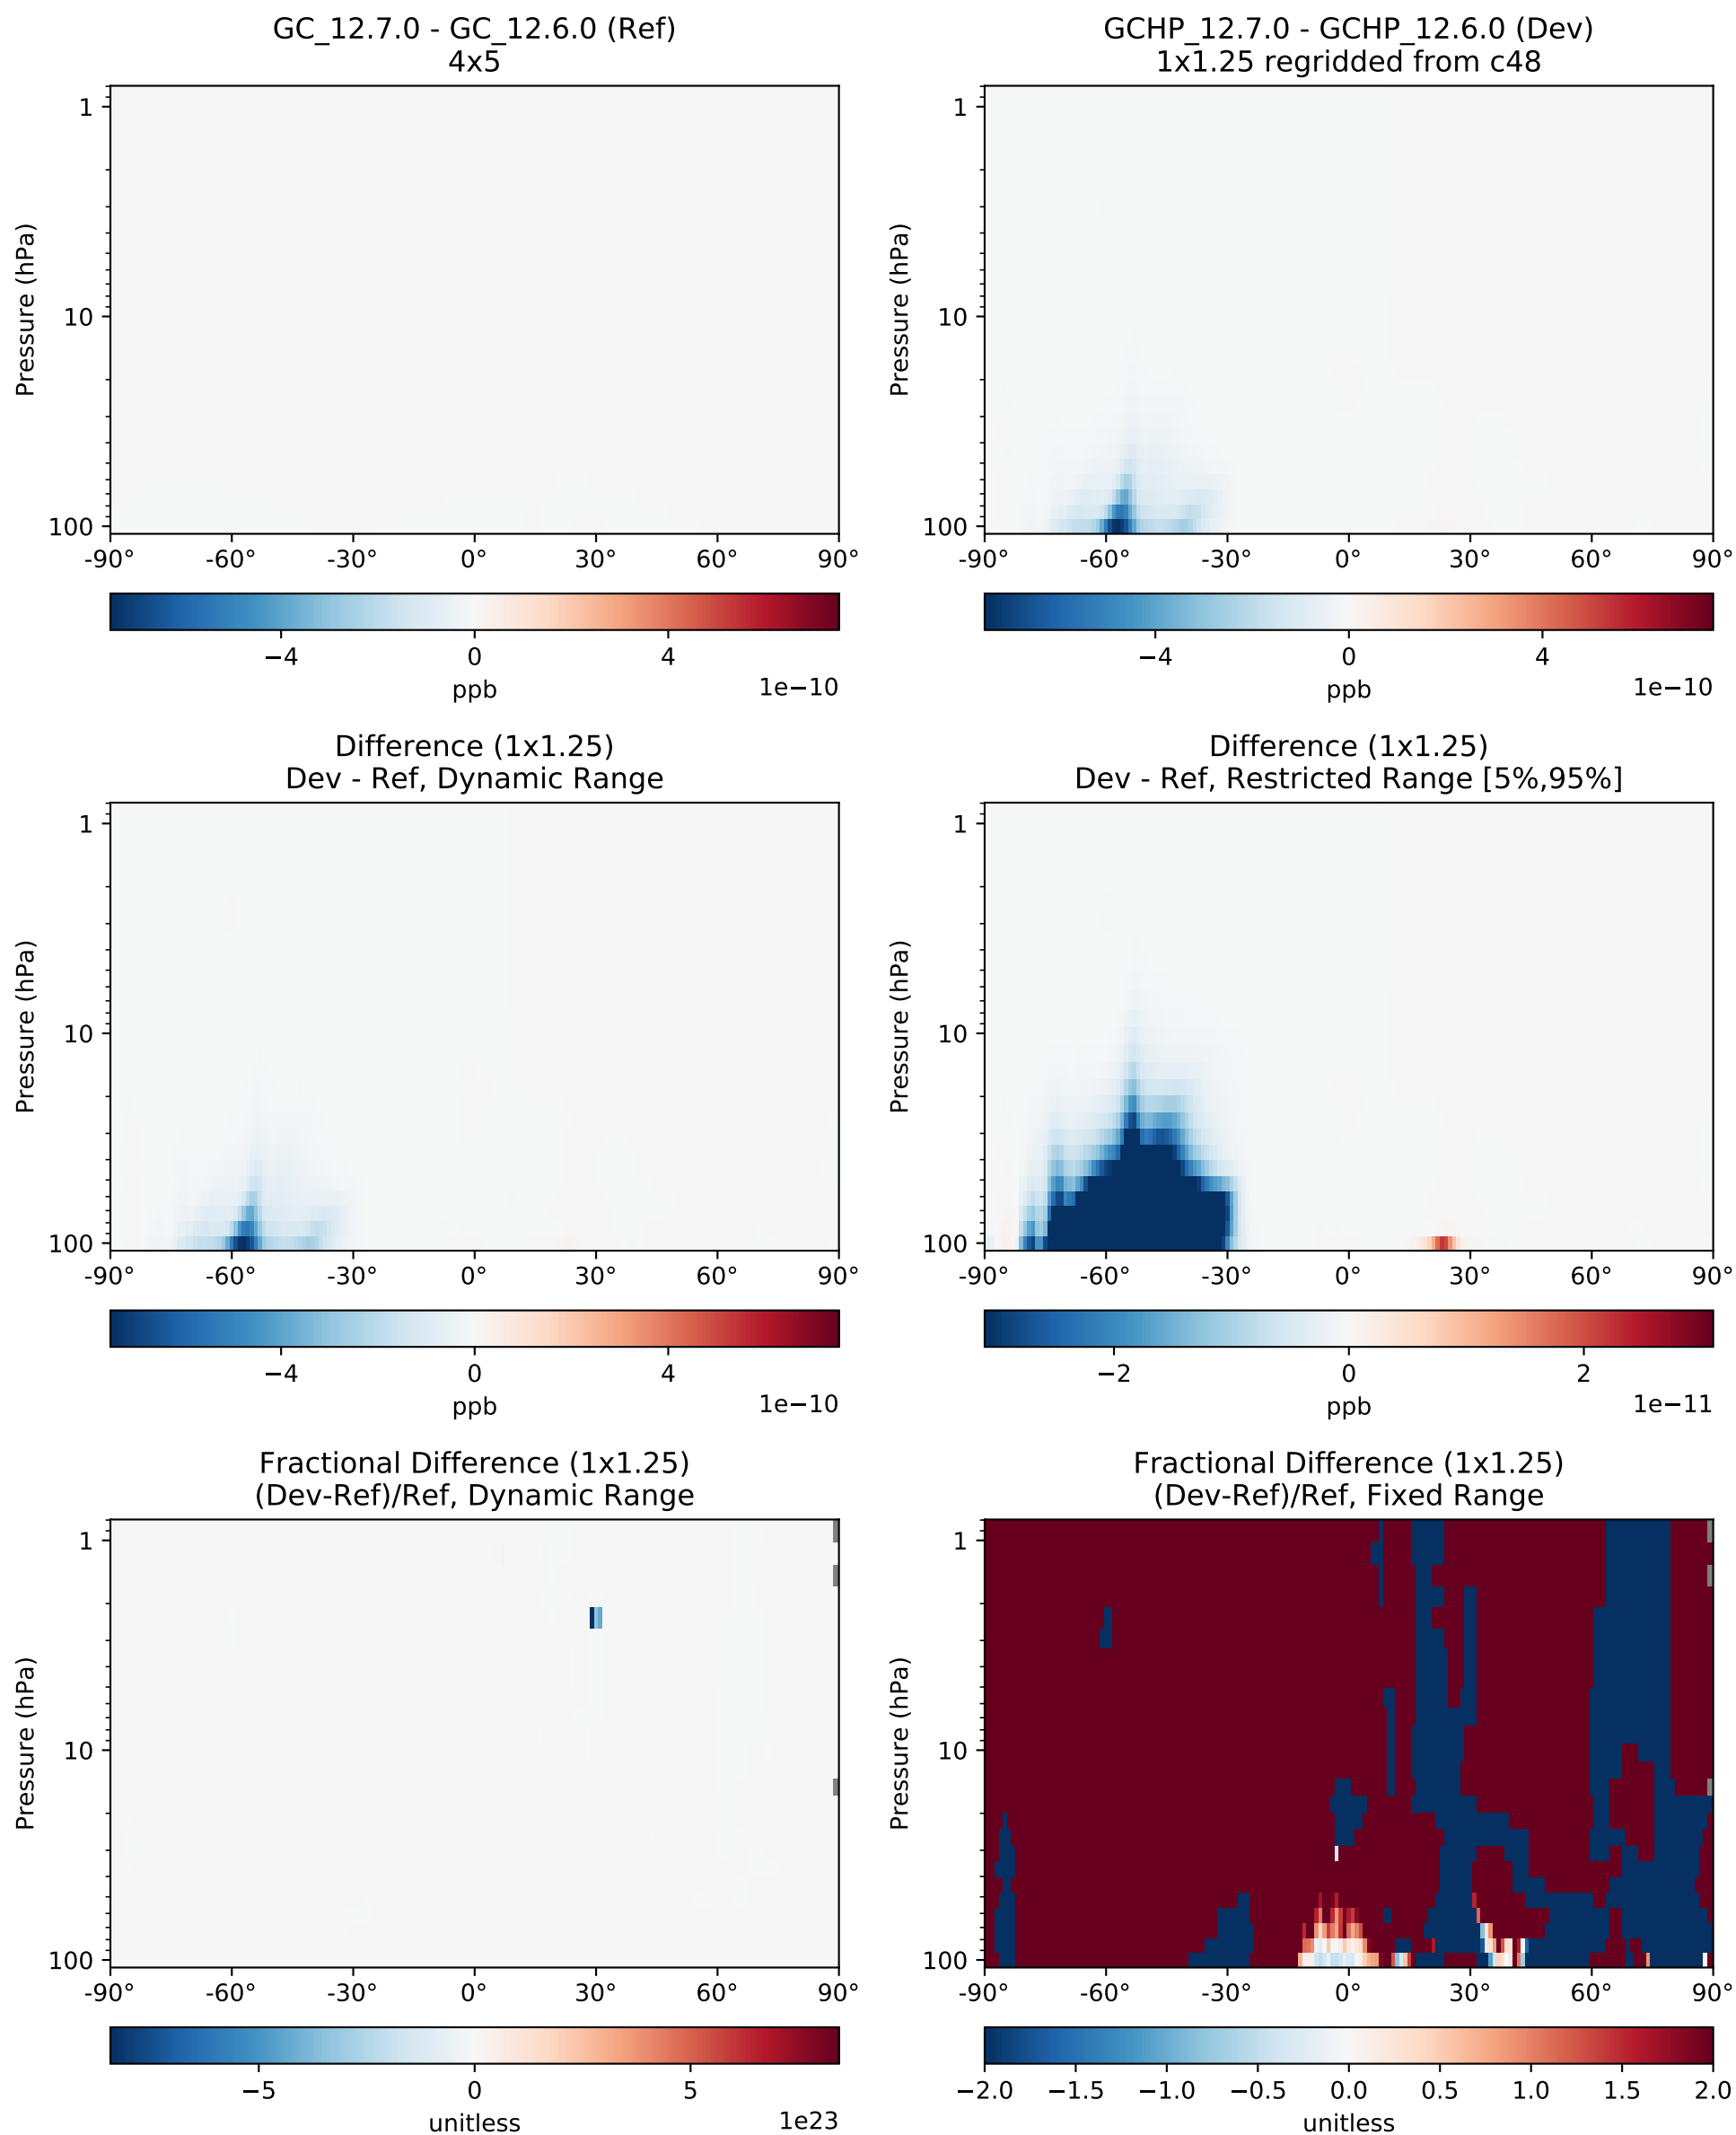 GC_12.7.0 - GC_12.6.0 (Ref)
4x5
GCHP_12.7.0 - GCHP_12.6.0 (Dev)
1x1.25 regridded from c48
Pressure (hPa)
1
10
100
-90° -60° -30° 0° 30° 60° 90°
−4 0 4
ppb
1e−10
Pressure (hPa)
1
10
100
-90° -60° -30° 0° 30° 60° 90°
−4 0 4
ppb
1e−10
Difference (1x1.25)
Dev - Ref, Dynamic Range
Difference (1x1.25)
Dev - Ref, Restricted Range [5%,95%]
Pressure (hPa)
1
10
100
-90° -60° -30° 0° 30° 60° 90°
−4 0 4
ppb
1e−10
Pressure (hPa)
1
10
100
-90° -60° -30° 0° 30° 60° 90°
−2 0 2
ppb
1e−11
Fractional Difference (1x1.25)
(Dev-Ref)/Ref, Dynamic Range
Fractional Difference (1x1.25)
(Dev-Ref)/Ref, Fixed Range
Pressure (hPa)
1
10
100
-90° -60° -30° 0° 30° 60° 90°
−5 0 5
unitless
1e23
Pressure (hPa)
1
10
100
-90° -60° -30° 0° 30° 60° 90°
−2.0 −1.5 −1.0 −0.5 0.0 0.5 1.0 1.5 2.0
unitless